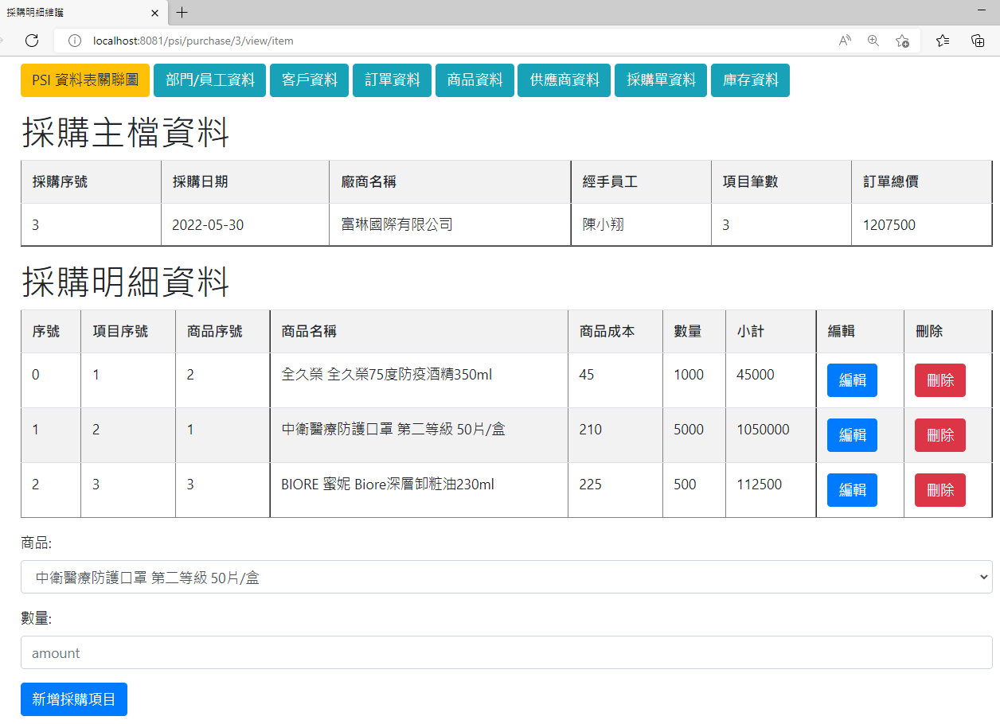 採購明細維護
localhost:8081/psi/purchase/3/view/item
PSI 資料表關聯圖 部門/員工資料 客戶資料 訂單資料 商品資料 供應商資料 採購單資料 庫存資料
採購主檔資料
採購序號 採購日期 廠商名稱 經手員工 項目筆數 訂單總價
3 2022-05-30 富琳國際有限公司 陳小翔 3 1207500
採購明細資料
序號 項目序號 商品序號 商品名稱 商品成本 數量 小計 編輯 刪除
0 1 2 全久榮 全久榮75度防疫酒精350ml 45 1000 45000 編輯 刪除
1 2 1 中衛醫療防護口罩 第二等級 50片/盒 210 5000 1050000 編輯 刪除
2 3 3 BIORE 蜜妮 Biore深層卸粧油230ml 225 500 112500 編輯 刪除
商品:
中衛醫療防護口罩 第二等級 50片/盒
數量:
amount
新增採購項目